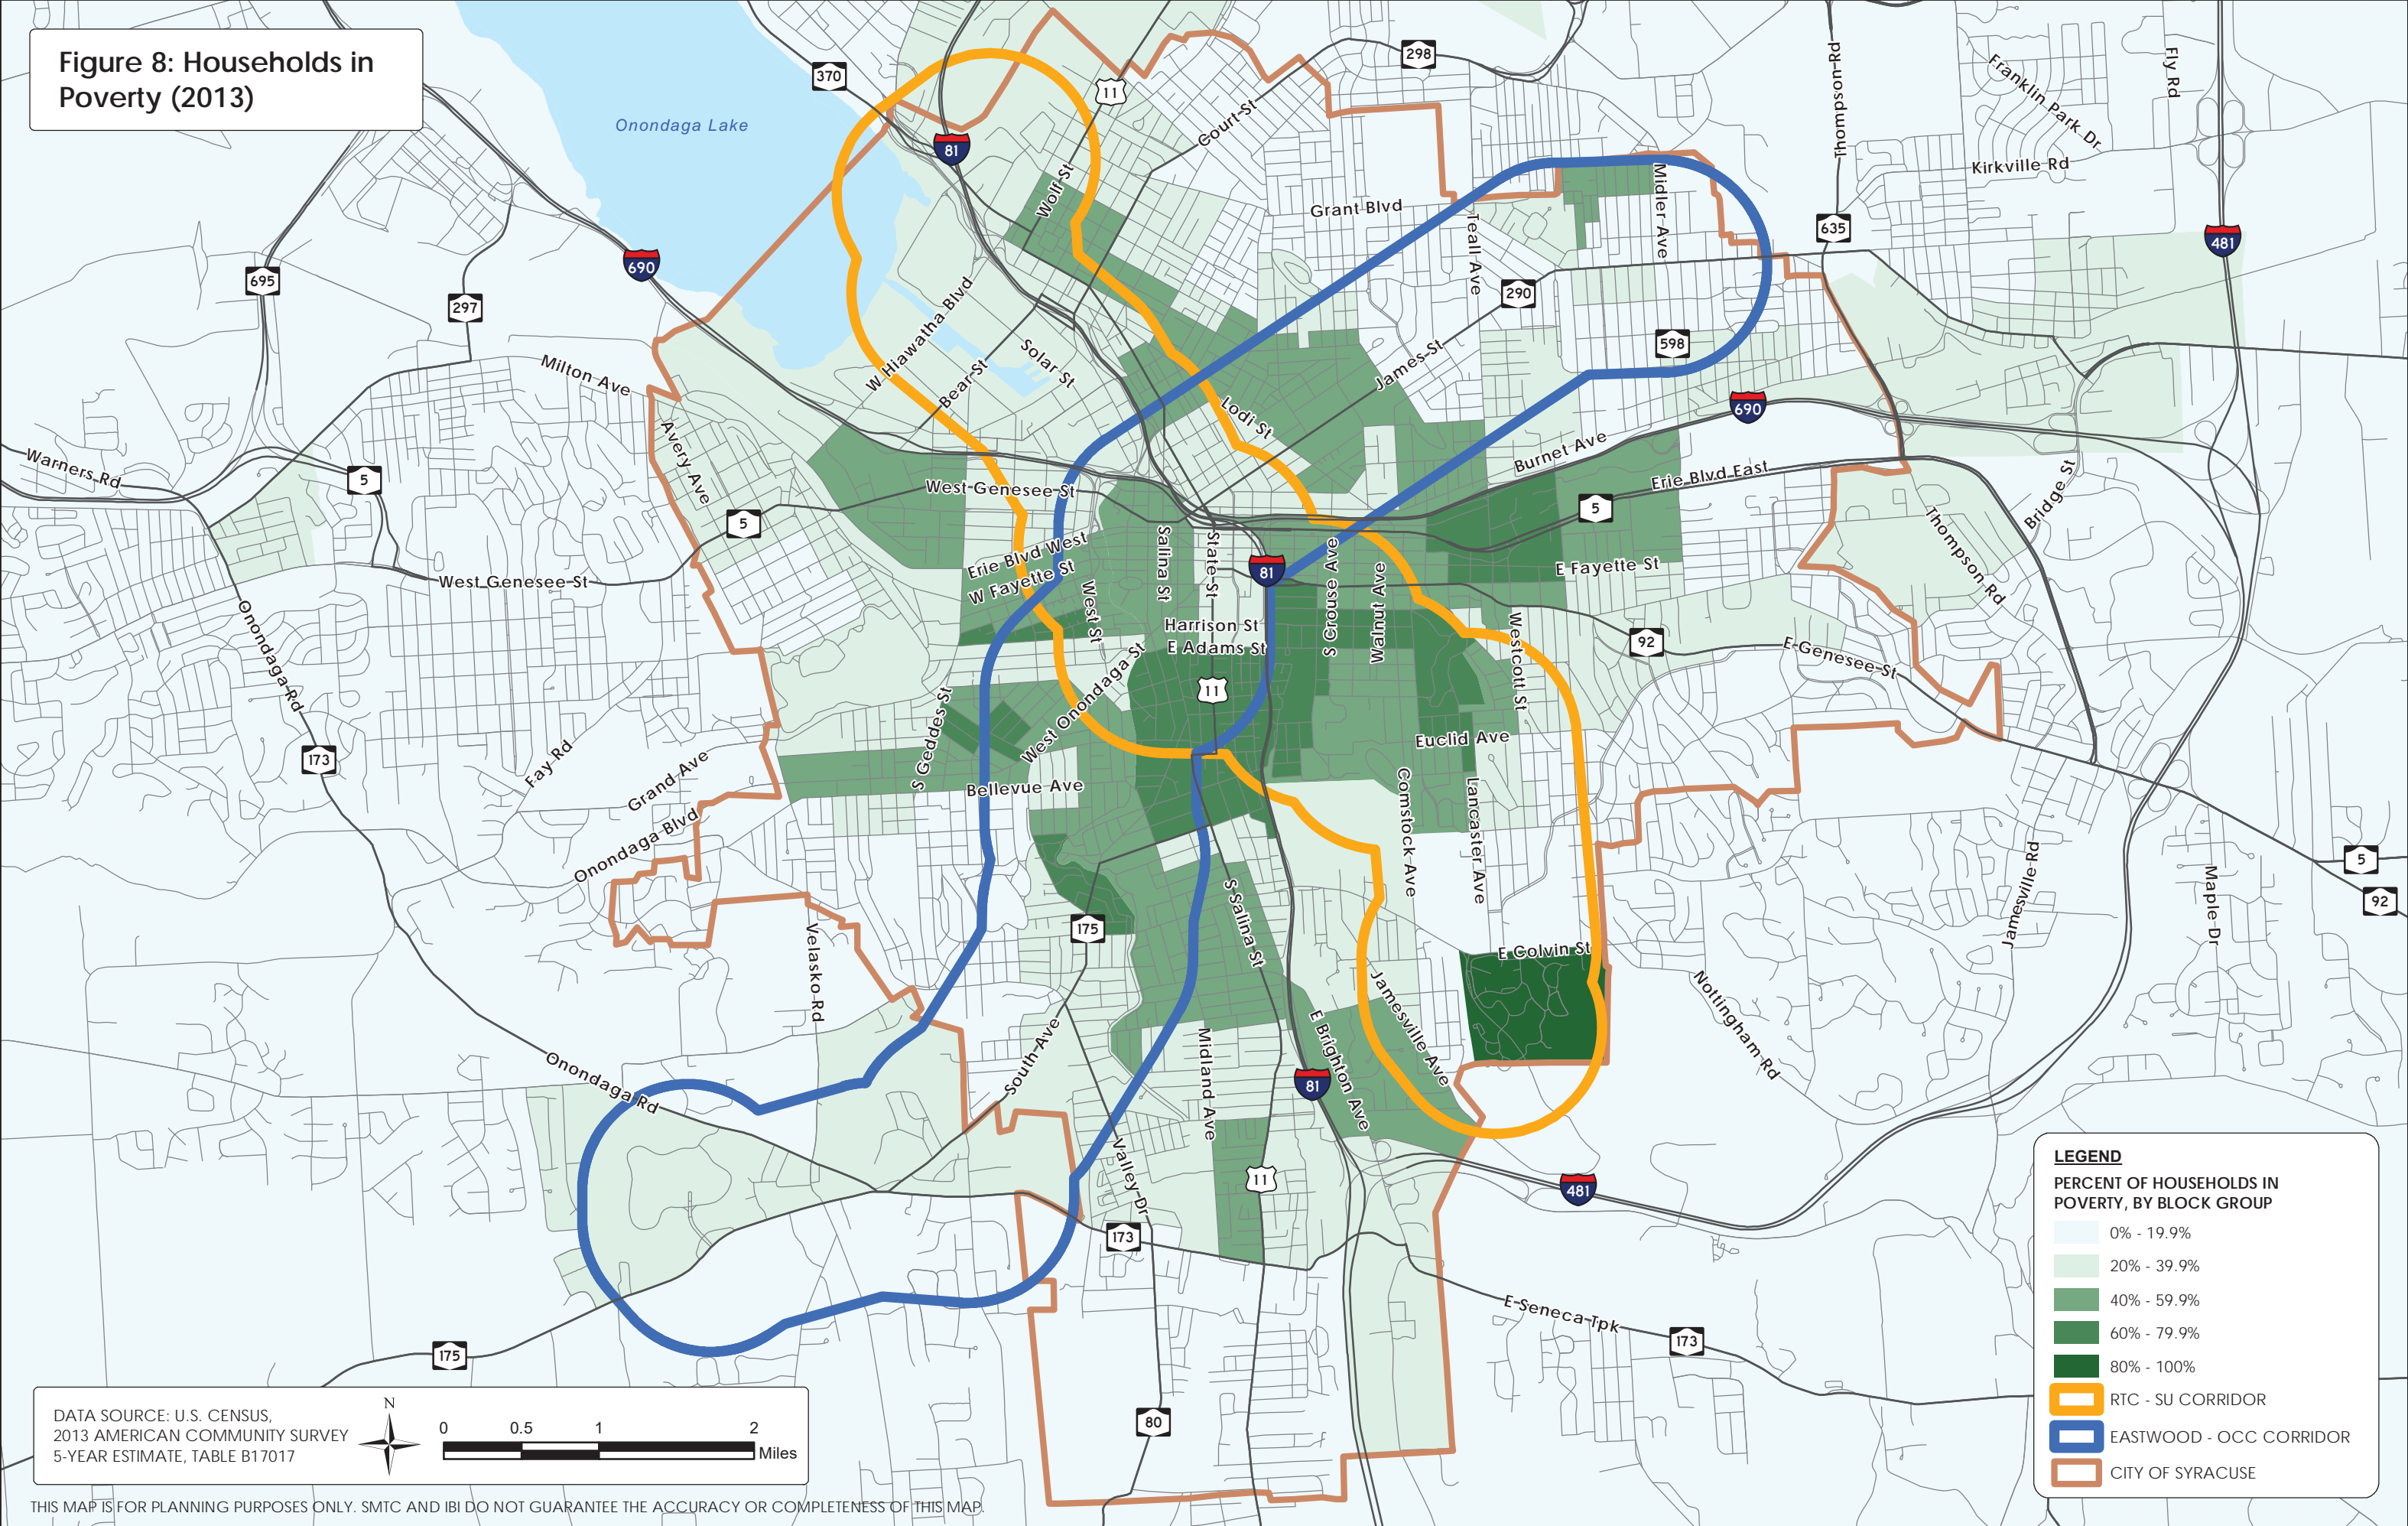 Figure 8: Households in
Poverty (2013)
Onondaga Lake
370
11
298
Court St
81
Thompson Rd
Franklin Park Dr
Fly Rd
Kirkville Rd
Wolf St
Grant Blvd
Teall Ave
Midler Ave
635
481
690
695
297
290
598
W Hiawatha Blvd
Bear St
Solar St
James St
Milton Ave
Avery Ave
Lodi St
690
Warners Rd
5
Burnet Ave
Erie Blvd East
Bridge St
West Genesee St
5
5
Thompson Rd
Salina St
State St
Erie Blvd West
W Fayette St
West St
81
S Crouse Ave
Walnut Ave
E Fayette St
West Genesee St
Harrison St
E Adams St
Westcott St
92
E Genesee St
Onondaga Rd
173
S Geddes St
West Onondaga St
11
Euclid Ave
Fay Rd
Grand Ave
Bellevue Ave
Comstock Ave
Lancaster Ave
Onondaga Blvd
5
92
Maple Dr
Jamesville Rd
Velasko Rd
175
S Salina St
E Colvin St
Nottingham Rd
Jamesville Ave
E Brighton Ave
81
South Ave
Midland Ave
Onondaga Rd
Valley Dr
11
481
173
E Seneca Tpk
173
175
80
LEGEND
PERCENT OF HOUSEHOLDS IN
POVERTY, BY BLOCK GROUP
0% - 19.9%
20% - 39.9%
40% - 59.9%
60% - 79.9%
80% - 100%
RTC - SU CORRIDOR
EASTWOOD - OCC CORRIDOR
CITY OF SYRACUSE
DATA SOURCE: U.S. CENSUS,
2013 AMERICAN COMMUNITY SURVEY
5-YEAR ESTIMATE, TABLE B17017
N
0 0.5 1 2
Miles
THIS MAP IS FOR PLANNING PURPOSES ONLY. SMTC AND IBI DO NOT GUARANTEE THE ACCURACY OR COMPLETENESS OF THIS MAP.